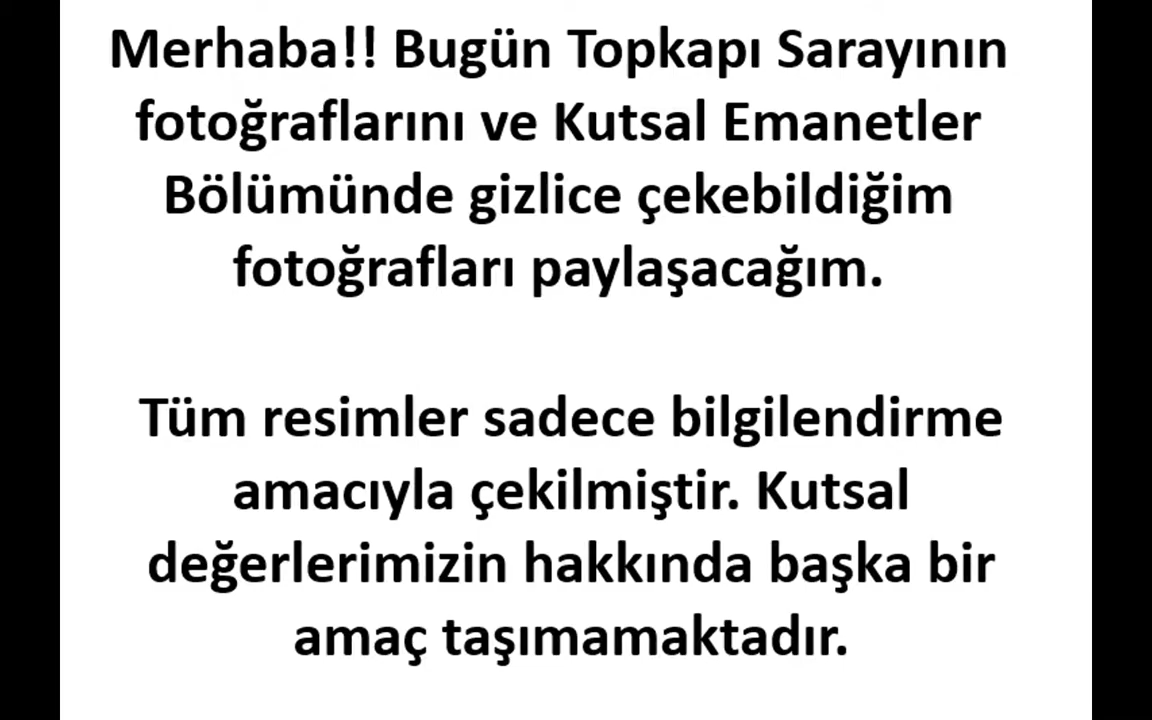 Merhaba!! Bugün Topkapı Sarayının
fotoğraflarını ve Kutsal Emanetler
Bölümünde gizlice çekebildiğim
fotoğrafları paylaşacağım.
Tüm resimler sadece bilgilendirme
amacıyla çekilmiştir. Kutsal
değerlerimizin hakkında başka bir
amaç taşımamaktadır.